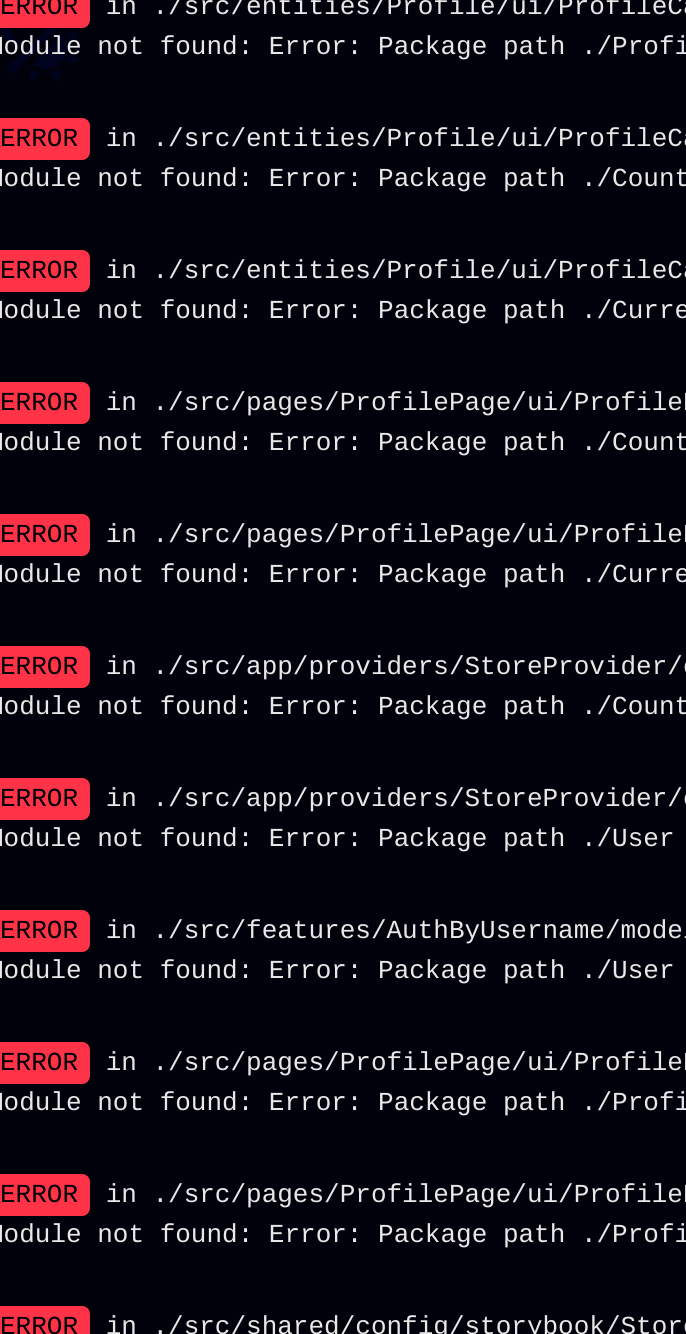 ERROR in ./src/entities/Profile/ui/ProfileCa
Module not found: Error: Package path ./Profi
ERROR in ./src/entities/Profile/ui/ProfileCa
Module not found: Error: Package path ./Count
ERROR in ./src/entities/Profile/ui/ProfileCa
Module not found: Error: Package path ./Curre
ERROR in ./src/pages/ProfilePage/ui/Profile
Module not found: Error: Package path ./Count
ERROR in ./src/pages/ProfilePage/ui/Profile
Module not found: Error: Package path ./Curre
ERROR in ./src/app/providers/StoreProvider/
Module not found: Error: Package path ./Count
ERROR in ./src/app/providers/StoreProvider/
Module not found: Error: Package path ./User
ERROR in ./src/features/AuthByUsername/mode
Module not found: Error: Package path ./User
ERROR in ./src/pages/ProfilePage/ui/Profile
Module not found: Error: Package path ./Profi
ERROR in ./src/pages/ProfilePage/ui/Profile
Module not found: Error: Package path ./Profi
ERROR in ./src/shared/config/storybook/Stor